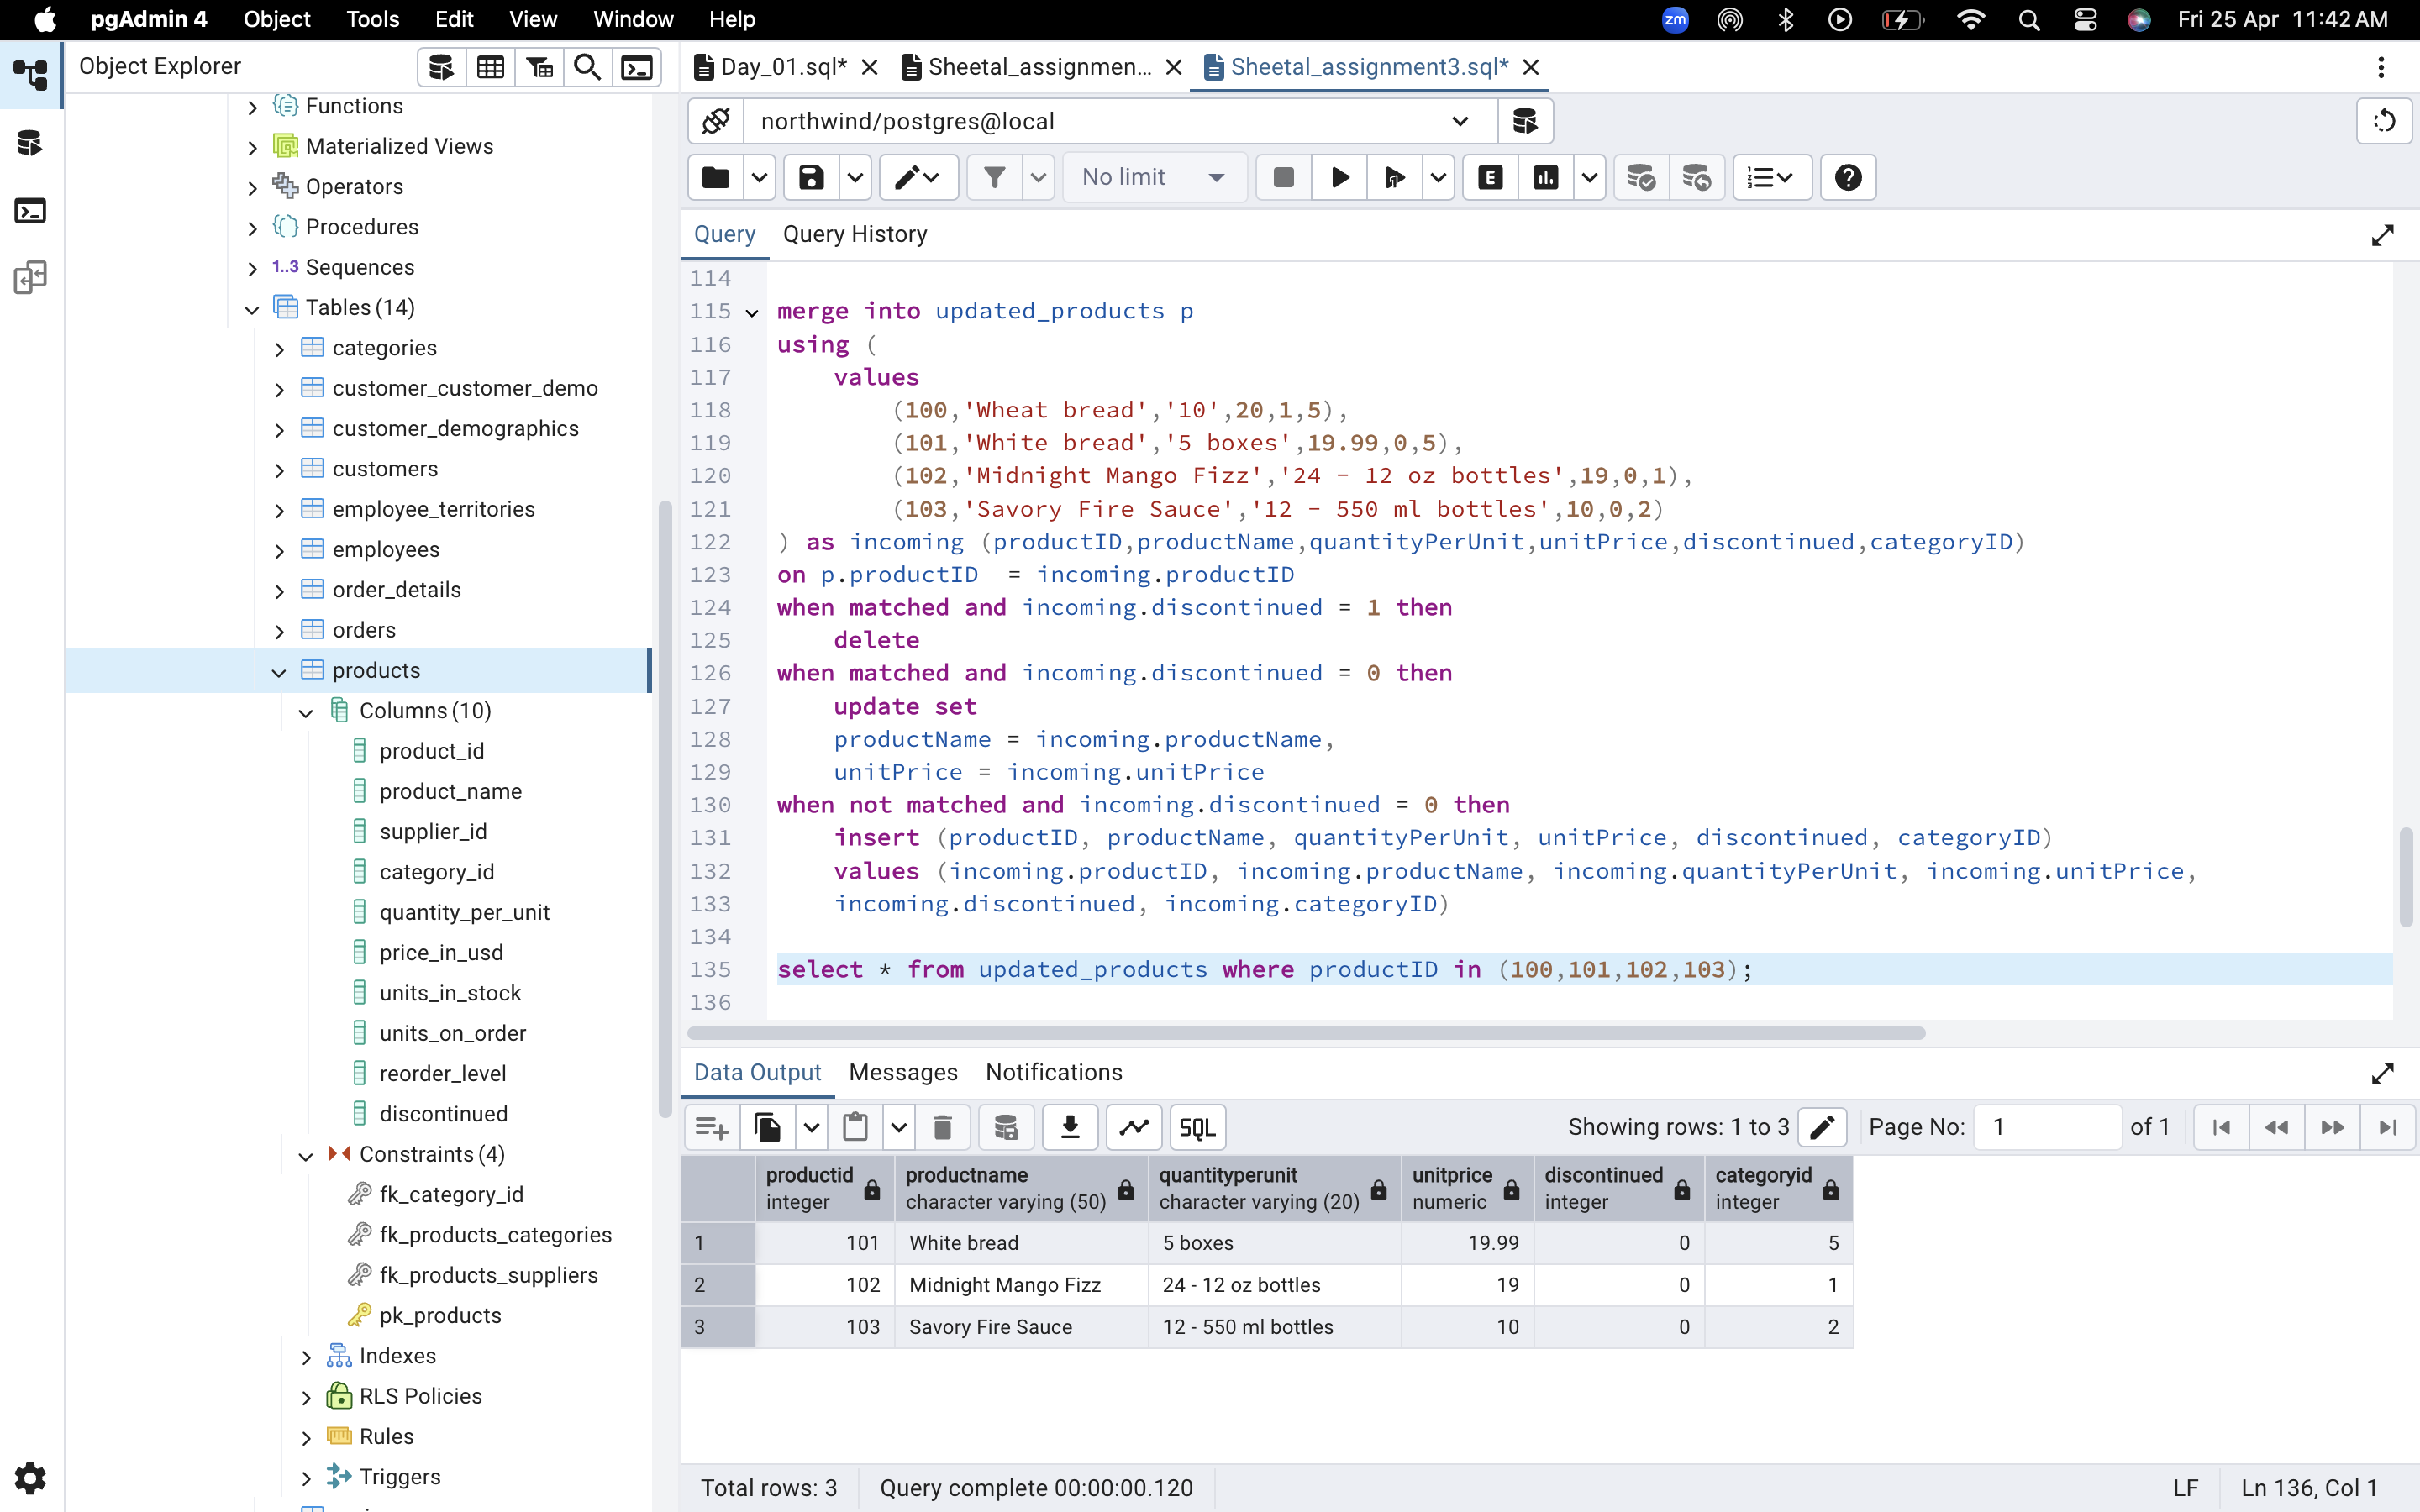 pgAdmin 4 Object Tools Edit View Window Help zm Fri 25 Apr 11:42 AM
Object Explorer
Functions
Materialized Views
Operators
Procedures
1..3 Sequences
Tables (14)
categories
customer_customer_demo
customer_demographics
customers
employee_territories
employees
order_details
orders
products
Columns (10)
product_id
product_name
supplier_id
category_id
quantity_per_unit
price_in_usd
units_in_stock
units_on_order
reorder_level
discontinued
Constraints (4)
fk_category_id
fk_products_categories
fk_products_suppliers
pk_products
Indexes
RLS Policies
Rules
Triggers
Day_01.sql* Sheetal_assignmen... Sheetal_assignment3.sql*
northwind/postgres@local
No limit E
Query Query History
114
115 merge into updated_products p
116 using (
117 values
118 (100,'Wheat bread','10',20,1,5),
119 (101,'White bread','5 boxes',19.99,0,5),
120 (102,'Midnight Mango Fizz','24 - 12 oz bottles',19,0,1),
121 (103,'Savory Fire Sauce','12 - 550 ml bottles',10,0,2)
122 ) as incoming (productID,productName,quantityPerUnit,unitPrice,discontinued,categoryID)
123 on p.productID  = incoming.productID
124 when matched and incoming.discontinued = 1 then
125 delete
126 when matched and incoming.discontinued = 0 then
127 update set
128 productName = incoming.productName,
129 unitPrice = incoming.unitPrice
130 when not matched and incoming.discontinued = 0 then
131 insert (productID, productName, quantityPerUnit, unitPrice, discontinued, categoryID)
132 values (incoming.productID, incoming.productName, incoming.quantityPerUnit, incoming.unitPrice,
133 incoming.discontinued, incoming.categoryID)
134
135 select * from updated_products where productID in (100,101,102,103);
136
Data Output Messages Notifications
SQL Showing rows: 1 to 3 Page No: 1 of 1
productid productname quantityperunit unitprice discontinued categoryid
integer character varying (50) character varying (20) numeric integer integer
1 101 White bread 5 boxes 19.99 0 5
2 102 Midnight Mango Fizz 24 - 12 oz bottles 19 0 1
3 103 Savory Fire Sauce 12 - 550 ml bottles 10 0 2
Total rows: 3 Query complete 00:00:00.120 LF Ln 136, Col 1